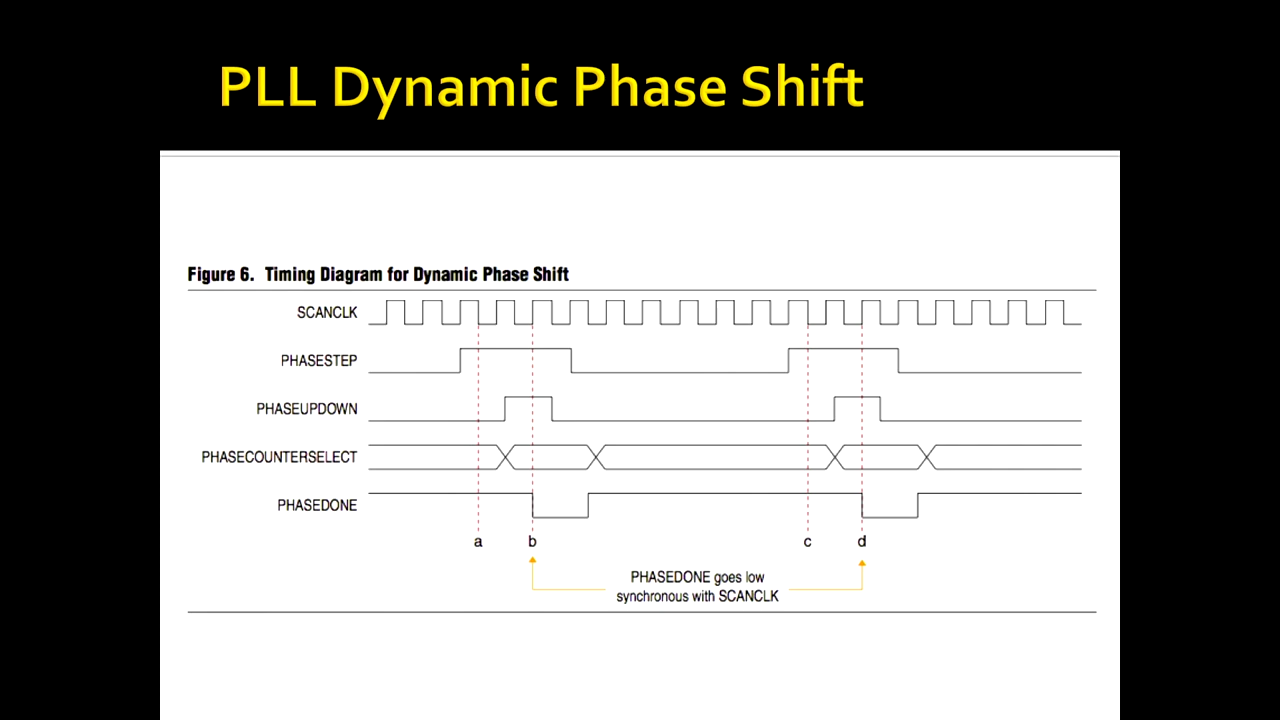 PLL Dynamic Phase Shift
Figure 6. Timing Diagram for Dynamic Phase Shift
SCANCLK
PHASESTEP
PHASEUPDOWN
PHASECOUNTERSELECT
PHASEDONE
a b c d
PHASEDONE goes low
synchronous with SCANCLK